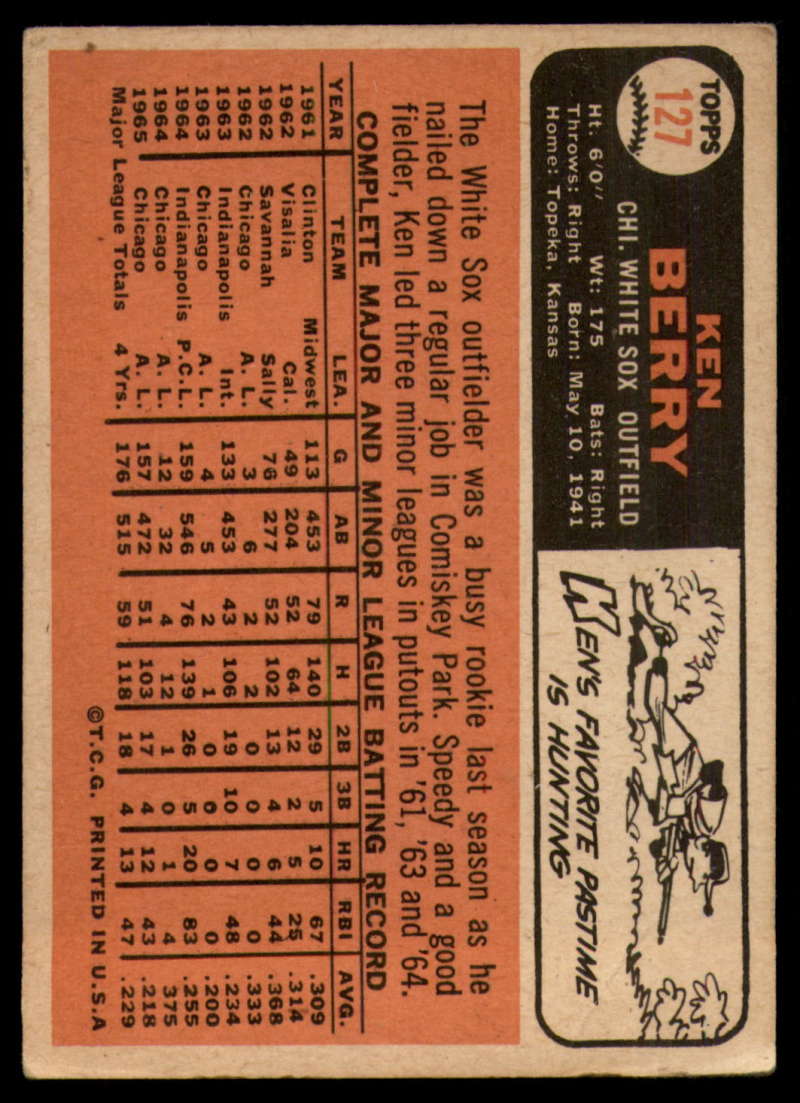 TOPPS
127
KEN
BERRY
CHI. WHITE SOX OUTFIELD
Ht: 6'0" Wt: 175 Bats: Right
Throws: Right Born: May 10, 1941
Home: Topeka, Kansas
KEN'S FAVORITE PASTIME
IS HUNTING
The White Sox outfielder was a busy rookie last season as he
nailed down a regular job in Comiskey Park. Speedy and a good
fielder, Ken led three minor leagues in putouts in '61, '63 and '64.
COMPLETE MAJOR AND MINOR LEAGUE BATTING RECORD
YEAR TEAM LEA. G AB R H 2B 3B HR RBI AVG.
1961 Clinton Midwest 113 453 79 140 29 5 10 67 .309
1962 Visalia Cal. 49 204 52 64 12 2 5 25 .314
1962 Savannah Sally 76 277 52 102 13 4 6 44 .368
1962 Chicago A. L. 3 6 2 2 0 0 0 0 .333
1963 Indianapolis Int. 133 453 43 106 19 10 7 48 .234
1963 Chicago A. L. 4 5 2 1 0 0 0 0 .200
1964 Indianapolis P.C.L. 159 546 76 139 26 5 20 83 .255
1964 Chicago A. L. 12 32 4 12 1 0 1 4 .375
1965 Chicago A. L. 157 472 51 103 17 4 12 43 .218
Major League Totals 4 Yrs. 176 515 59 118 18 4 13 47 .229
©T.C.G. PRINTED IN U.S.A